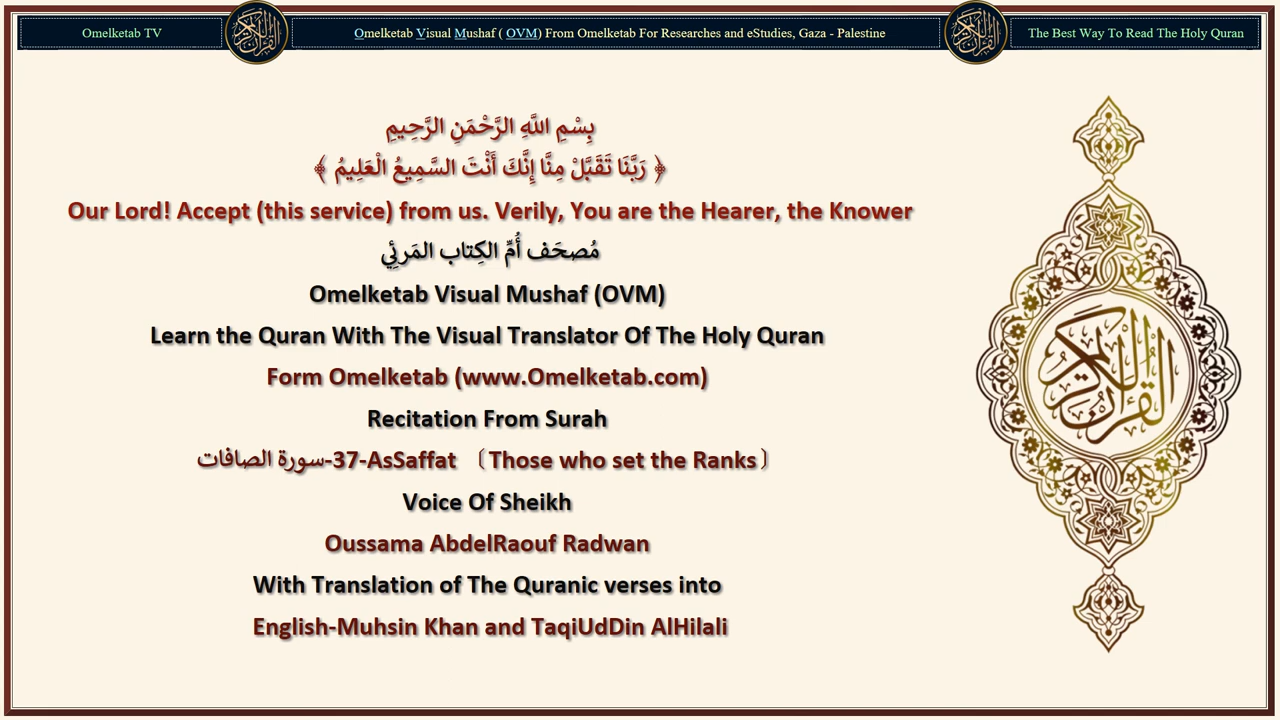 Omelketab TV
Omelketab Visual Mushaf ( OVM) From Omelketab For Researches and eStudies, Gaza - Palestine
The Best Way To Read The Holy Quran
بِسْمِ اللَّهِ الرَّحْمَنِ الرَّحِيمِ
﴿ رَبَّنَا تَقَبَّلْ مِنَّا إِنَّكَ أَنْتَ السَّمِيعُ الْعَلِيمُ ﴾
Our Lord! Accept (this service) from us. Verily, You are the Hearer, the Knower
مُصحَف أُمِّ الكِتاب المَرئِي
Omelketab Visual Mushaf (OVM)
Learn the Quran With The Visual Translator Of The Holy Quran
Form Omelketab (www.Omelketab.com)
Recitation From Surah
سورة الصافات-37-AsSaffat 〔Those who set the Ranks〕
Voice Of Sheikh
Oussama AbdelRaouf Radwan
With Translation of The Quranic verses into
English-Muhsin Khan and TaqiUdDin AlHilali
القرآن الكريم